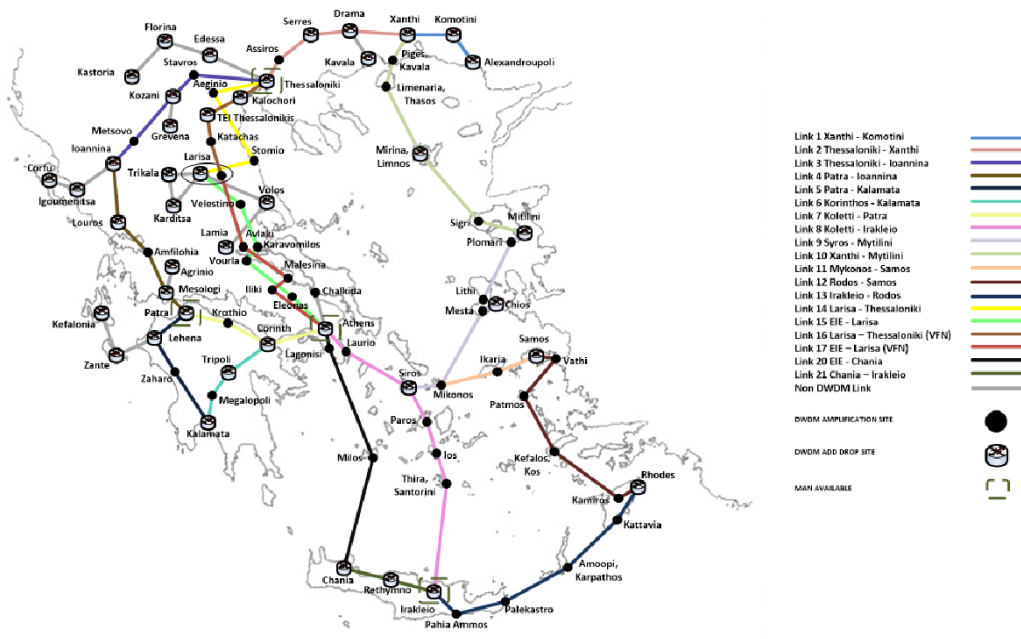 Florina
Edessa
Kastoria
Stavros
Kozani
Aeginio
Grevena
Metsovo
Ioannina
Corfu
Igoumenitsa
Serres
Drama
Xanthi
Komotini
Assiros
Kavala
Piges,
Kavala
Alexandroupoli
Thessaloniki
Kalochori
TEI Thessalonikis
Katachas
Limenaria,
Thasos
Larisa
Stomio
Trikala
Karditsa
Volos
Velestino
Mirina,
Limnos
Louros
Lamia
Avlaki
Karavomilos
Vourla
Malesina
Sigri
Mitilini
Plomari
Amfilohia
Agrinio
Mesologi
Iliki
Eleonas
Chalkida
Lithi
Mesta
Chios
Kefalonia
Patra
Krathio
Corinth
Athens
Lehena
Zante
Tripoli
Lagonisi
Laurio
Zaharo
Megalopoli
Kalamata
Siros
Mikonos
Ikaria
Samos
Vathi
Patmos
Paros
Ios
Milos
Thira,
Santorini
Kefalos,
Kos
Rhodes
Kamiros
Kattavia
Amoopi,
Karpathos
Chania
Rethymno
Irakleio
Pahia Ammos
Palekastro
Link 1 Xanthi - Komotini
Link 2 Thessaloniki - Xanthi
Link 3 Thessaloniki - Ioannina
Link 4 Patra - Ioannina
Link 5 Patra - Kalamata
Link 6 Korinthos - Kalamata
Link 7 Koletti - Patra
Link 8 Koletti - Irakleio
Link 9 Syros - Mytilini
Link 10 Xanthi - Mytilini
Link 11 Mykonos - Samos
Link 12 Rodos - Samos
Link 13 Irakleio - Rodos
Link 14 Larisa - Thessaloniki
Link 15 EIE - Larisa
Link 16 Larisa – Thessaloniki (VFN)
Link 17 EIE – Larisa (VFN)
Link 20 EIE - Chania
Link 21 Chania – Irakleio
Non DWDM Link
DWDM AMPLIFICATION SITE
DWDM ADD DROP SITE
MAN AVAILABLE